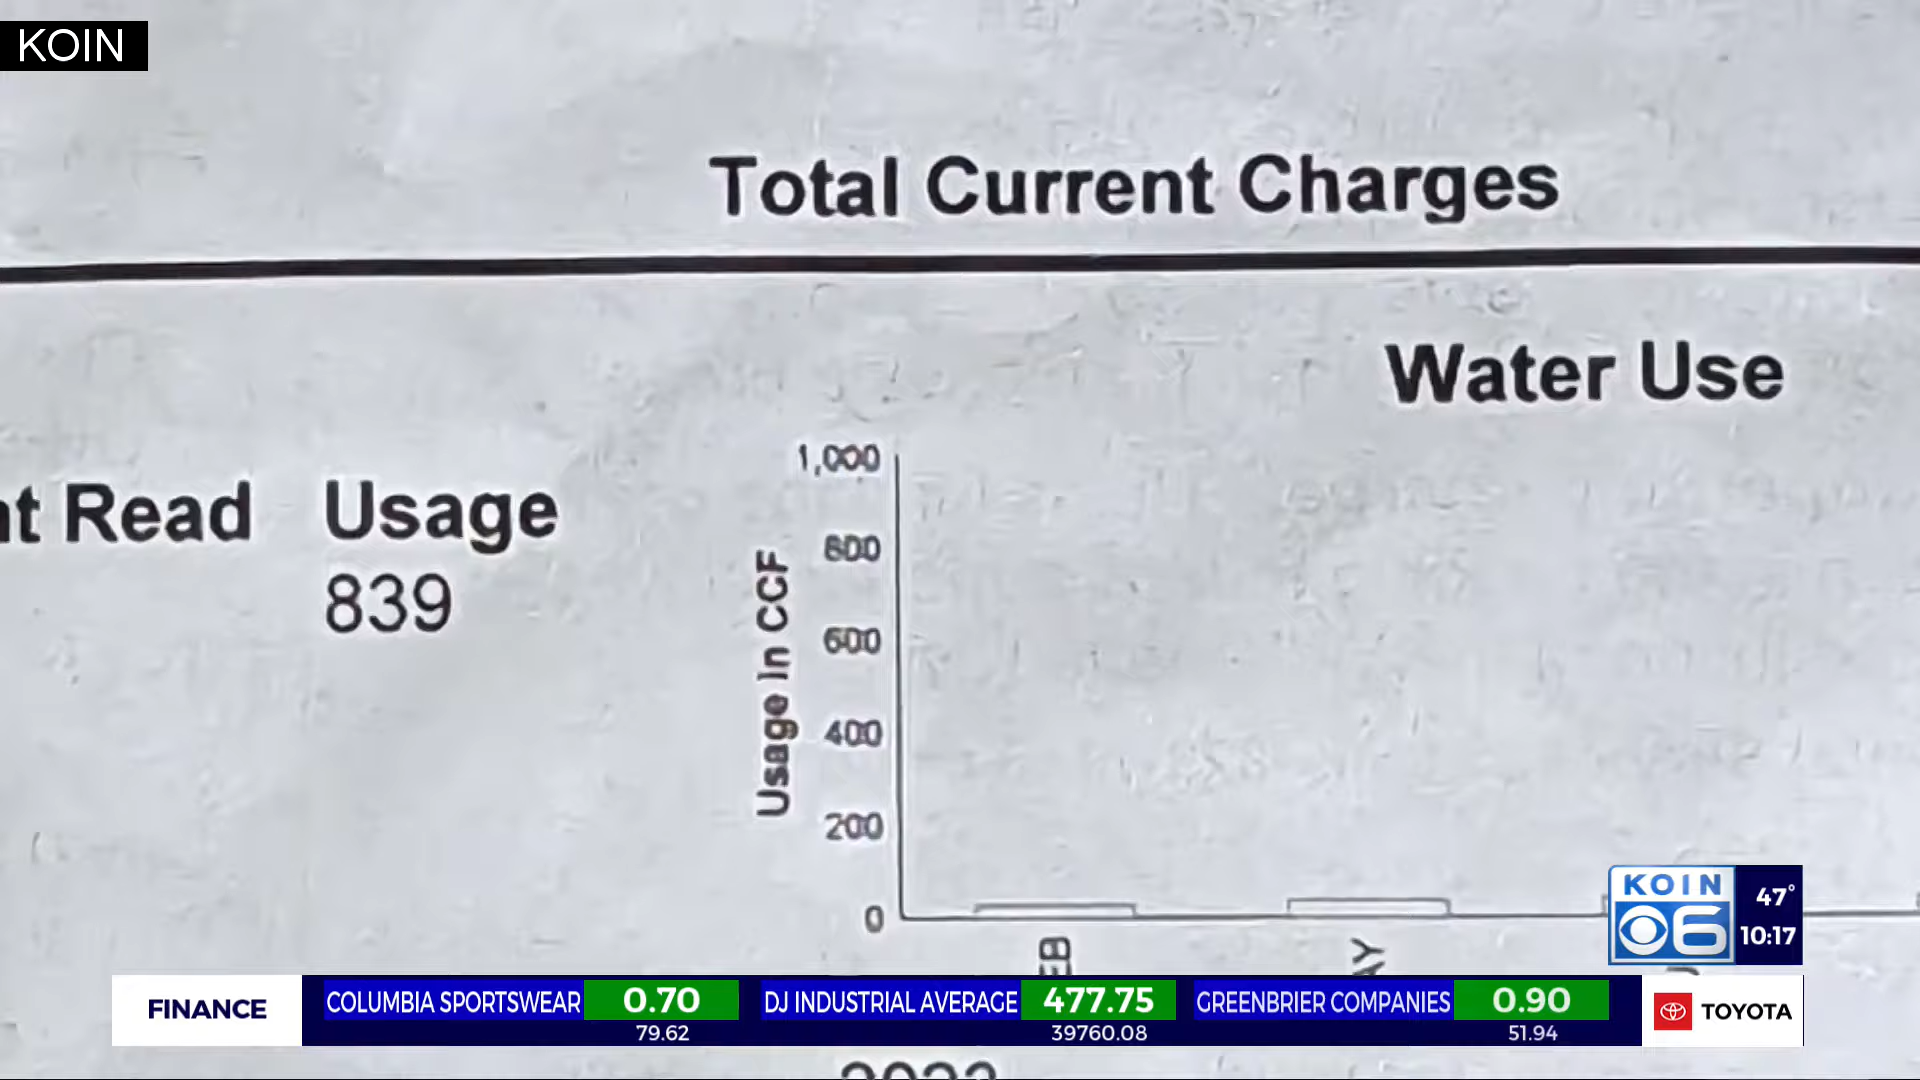 KOIN
Total Current Charges
Water Use
Read Usage
839
1,000
800
600
400
200
0
Usage In CCF
KOIN
6
47°
10:17
FINANCE
COLUMBIA SPORTSWEAR 0.70
79.62
DJ INDUSTRIAL AVERAGE 477.75
39760.08
GREENBRIER COMPANIES 0.90
51.94
TOYOTA